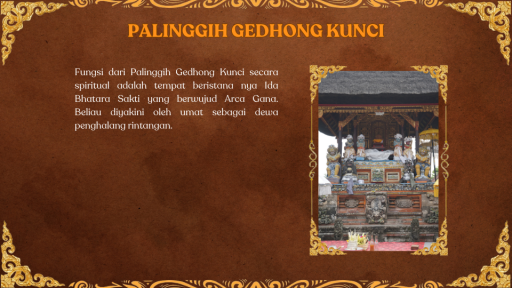 PALINGGIH GEDHONG KUNCI
Fungsi dari Palinggih Gedhong Kunci secara
spiritual adalah tempat beristana nya Ida
Bhatara Sakti yang berwujud Arca Gana.
Beliau diyakini oleh umat sebagai dewa
penghalang rintangan.